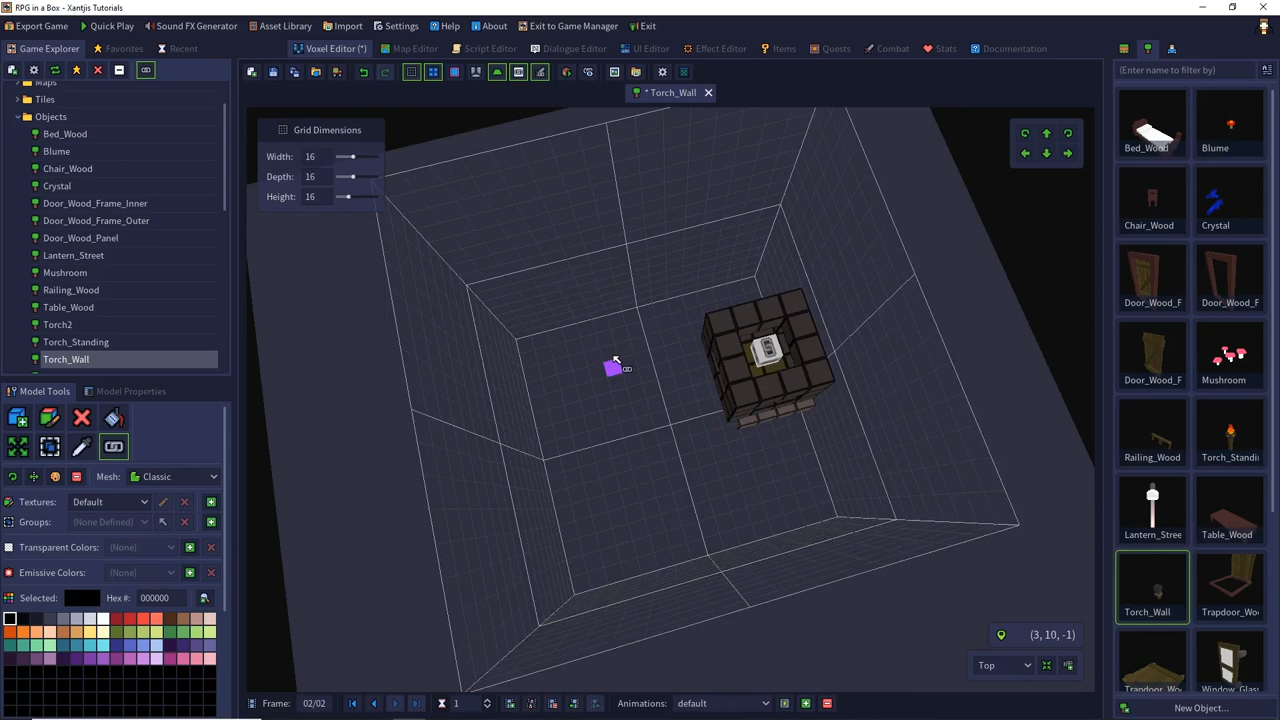 RPG in a Box - Xantjis Tutorials
Export Game Quick Play Sound FX Generator Asset Library Import Settings Help About Exit to Game Manager Exit
Game Explorer Favorites Recent Voxel Editor (*) Map Editor Script Editor Dialogue Editor UI Editor Effect Editor Items Quests Combat Stats Documentation
(Enter name to filter by)
* Torch_Wall
Maps
Tiles
Objects
Bed_Wood
Blume
Chair_Wood
Crystal
Door_Wood_Frame_Inner
Door_Wood_Frame_Outer
Door_Wood_Panel
Lantern_Street
Mushroom
Railing_Wood
Table_Wood
Torch2
Torch_Standing
Torch_Wall
Model Tools Model Properties
Mesh: Classic
Textures: Default
Groups: (None Defined)
Transparent Colors: (None)
Emissive Colors: (None)
Selected: Hex #: 000000
Grid Dimensions
Width: 16
Depth: 16
Height: 16
(3, 10, -1)
Top
Frame: 02/02 1 Animations: default
Bed_Wood Blume
Chair_Wood Crystal
Door_Wood_F Door_Wood_F
Door_Wood_F Mushroom
Railing_Wood Torch_Standi
Lantern_Stree Table_Wood
Torch_Wall Trapdoor_Woo
Trapdoor_Wo Window_Glass
New Object...